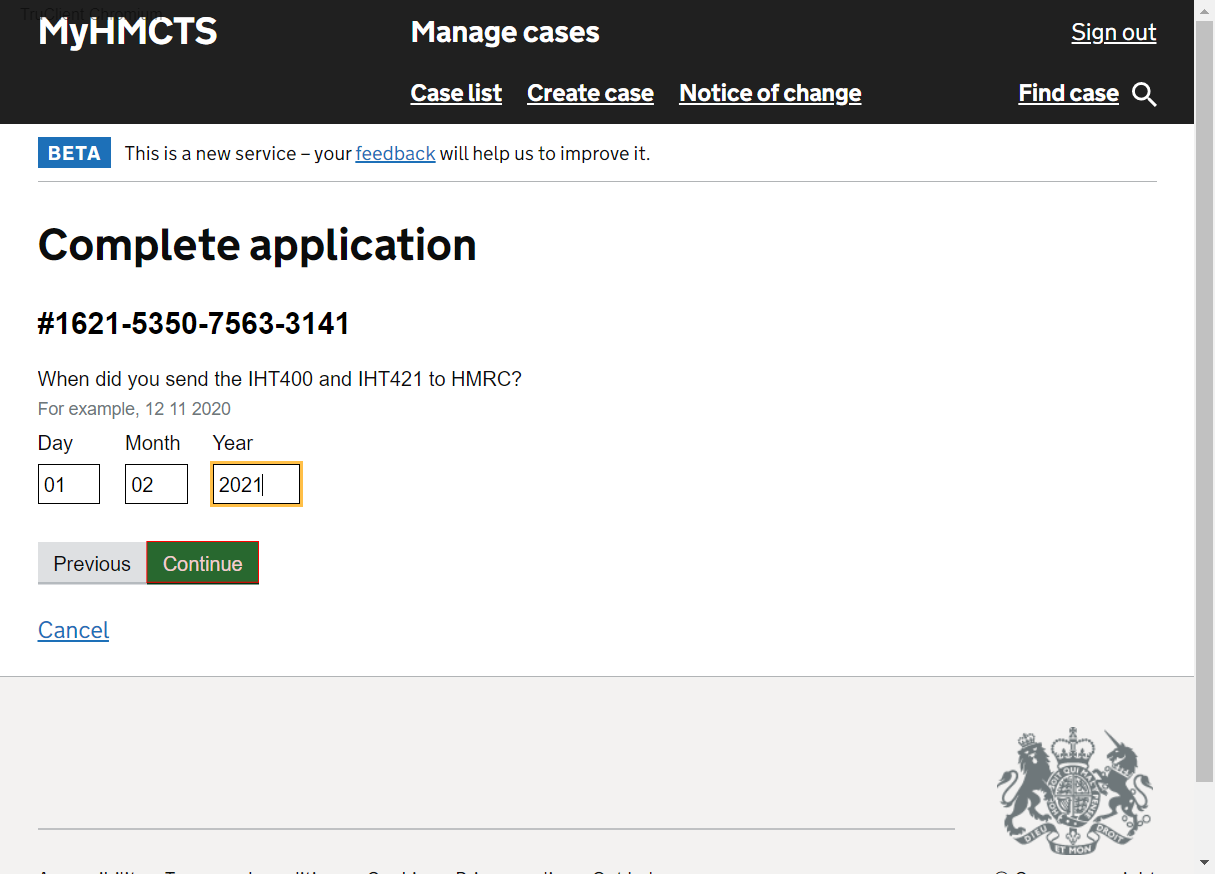 TruClient Chromium
MyHMCTS
Manage cases
Sign out
Case list
Create case
Notice of change
Find case
BETA
This is a new service – your feedback will help us to improve it.
Complete application
#1621-5350-7563-3141
When did you send the IHT400 and IHT421 to HMRC?
For example, 12 11 2020
Day Month Year
01 02 2021
Previous Continue
Cancel
DIEU ET MON DROIT